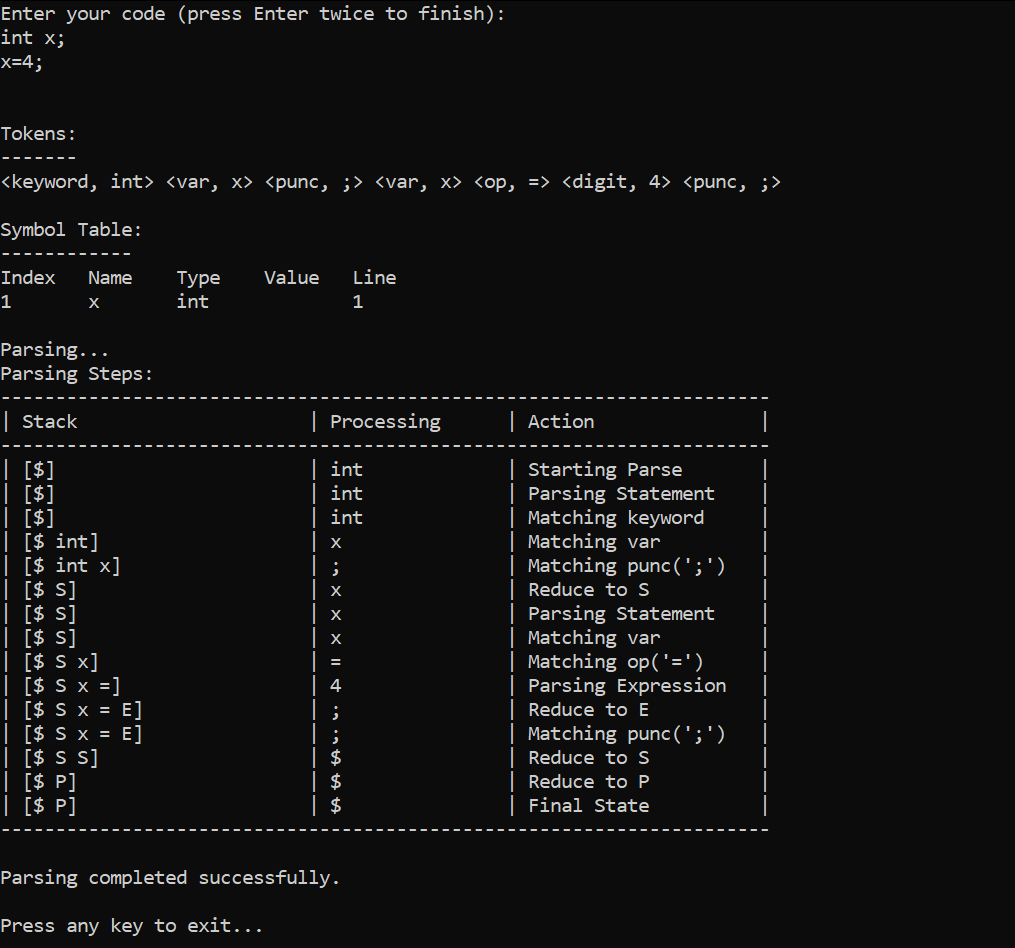 Enter your code (press Enter twice to finish):
int x;
x=4;
Tokens:
-------
<keyword, int> <var, x> <punc, ;> <var, x> <op, => <digit, 4> <punc, ;>
Symbol Table:
------------
Index   Name    Type    Value   Line
1       x       int             1
Parsing...
Parsing Steps:
----------------------------------------------------------------------
| Stack                     | Processing      | Action               |
----------------------------------------------------------------------
| [$]                       | int             | Starting Parse       |
| [$]                       | int             | Parsing Statement    |
| [$]                       | int             | Matching keyword     |
| [$ int]                   | x               | Matching var         |
| [$ int x]                 | ;               | Matching punc(';')   |
| [$ S]                     | x               | Reduce to S          |
| [$ S]                     | x               | Parsing Statement    |
| [$ S]                     | x               | Matching var         |
| [$ S x]                   | =               | Matching op('=')     |
| [$ S x =]                 | 4               | Parsing Expression   |
| [$ S x = E]               | ;               | Reduce to E          |
| [$ S x = E]               | ;               | Matching punc(';')   |
| [$ S S]                   | $               | Reduce to S          |
| [$ P]                     | $               | Reduce to P          |
| [$ P]                     | $               | Final State          |
----------------------------------------------------------------------
Parsing completed successfully.
Press any key to exit...